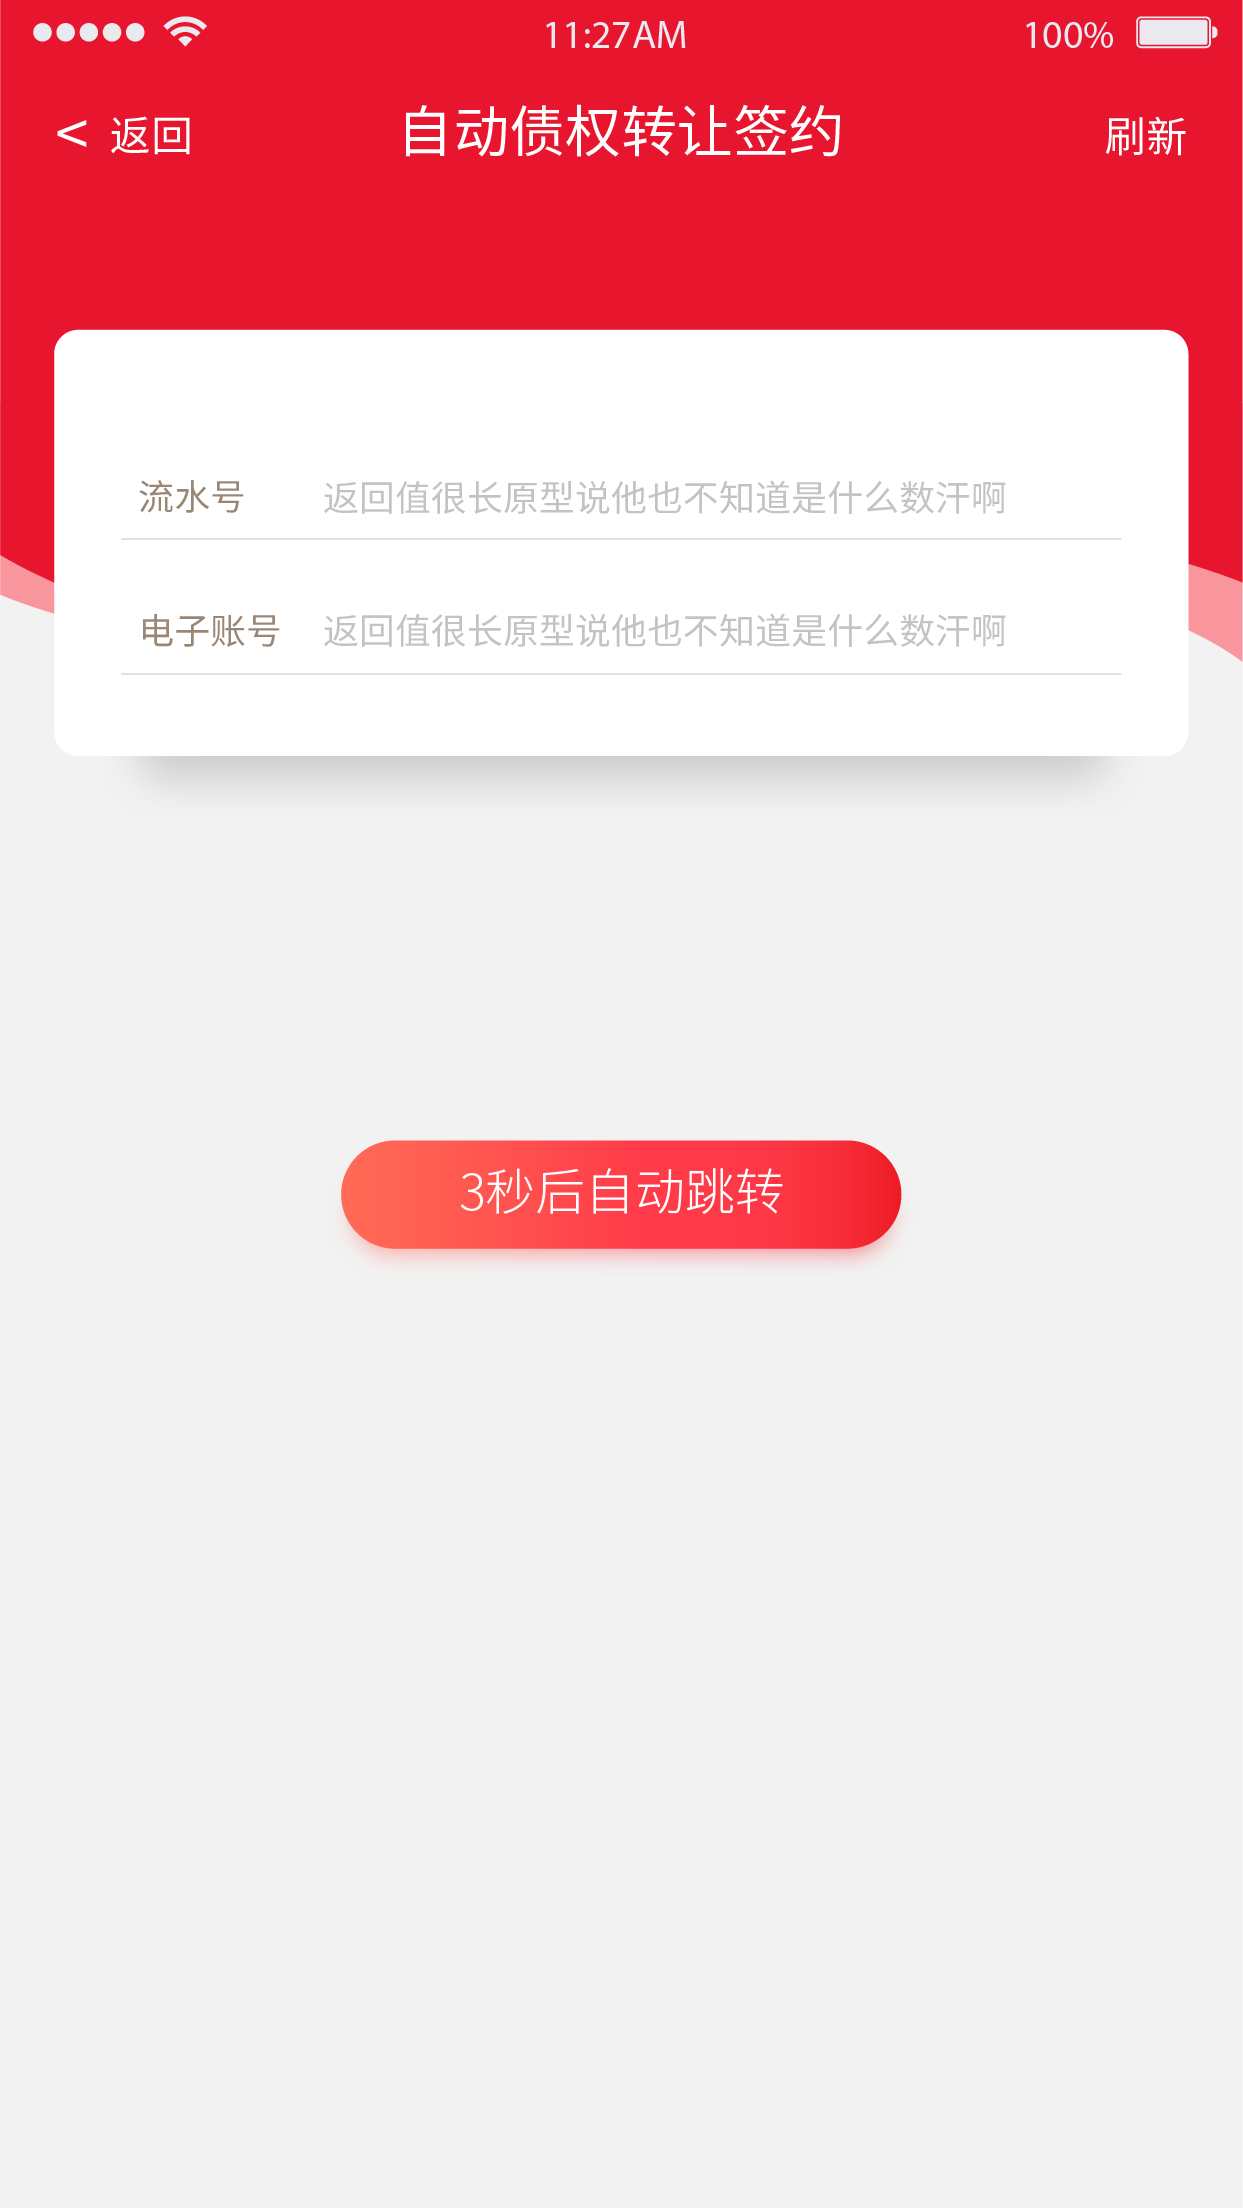 11:27AM 100%
< 返回 自动债权转让签约 刷新
流水号 返回值很长原型说他也不知道是什么数汗啊
电子账号 返回值很长原型说他也不知道是什么数汗啊
3秒后自动跳转